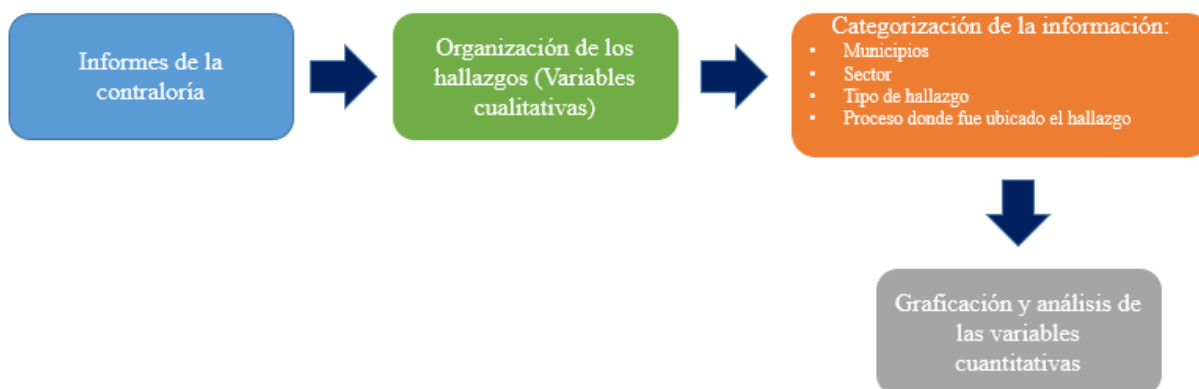 Informes de la
contraloría
Organización de los
hallazgos (Variables
cualitativas)
Categorización de la información:
• Municipios
• Sector
• Tipo de hallazgo
• Proceso donde fue ubicado el hallazgo
Graficación y análisis de
las variables
cuantitativas